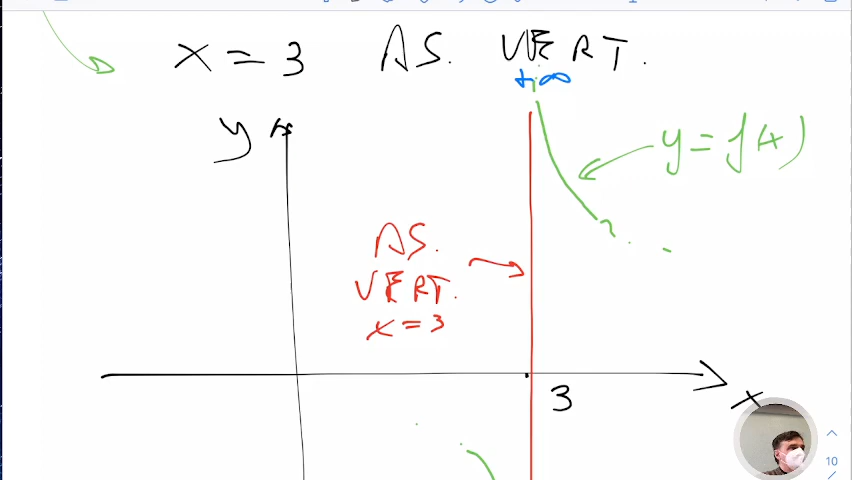 x = 3 AS. VERT.
+∞
y
y = f(x)
AS.
VERT.
x = 3
3
x
10